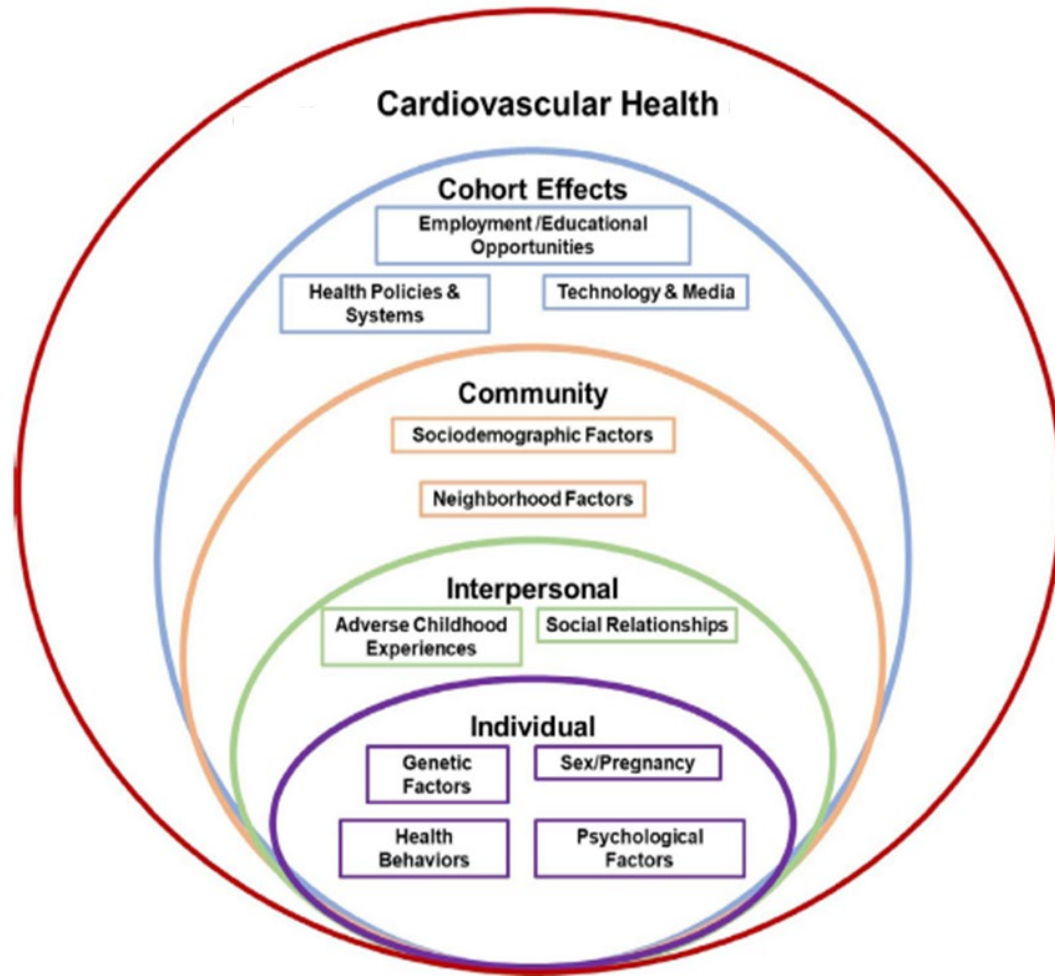 Cardiovascular Health
Cohort Effects
Employment /Educational
Opportunities
Health Policies &
Systems
Technology & Media
Community
Sociodemographic Factors
Neighborhood Factors
Interpersonal
Adverse Childhood
Experiences
Social Relationships
Individual
Genetic
Factors
Sex/Pregnancy
Health
Behaviors
Psychological
Factors